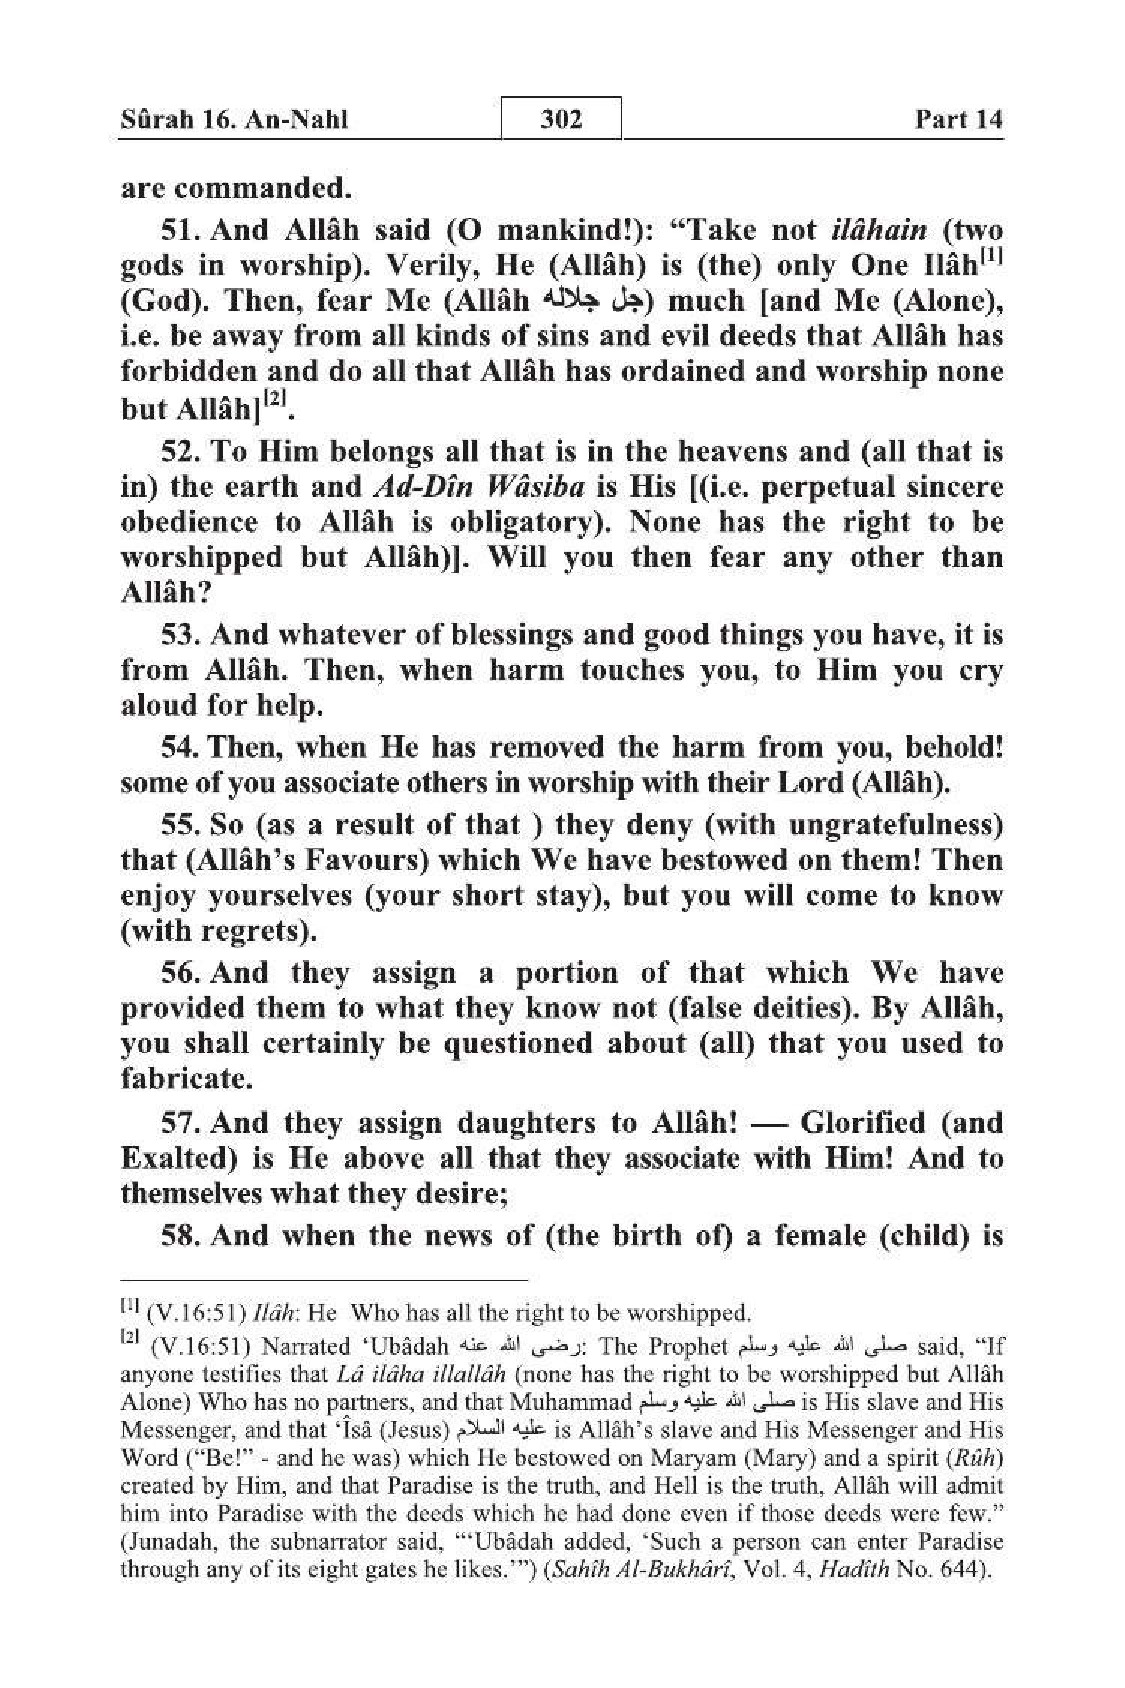 Sûrah 16. An-Nahl 302 Part 14
are commanded.
51. And Allâh said (O mankind!): “Take not ilâhain (two
gods in worship). Verily, He (Allâh) is (the) only One Ilâh[1]
(God). Then, fear Me (Allâh جل جلاله) much [and Me (Alone),
i.e. be away from all kinds of sins and evil deeds that Allâh has
forbidden and do all that Allâh has ordained and worship none
but Allâh][2].
52. To Him belongs all that is in the heavens and (all that is
in) the earth and Ad-Dîn Wâsiba is His [(i.e. perpetual sincere
obedience to Allâh is obligatory). None has the right to be
worshipped but Allâh)]. Will you then fear any other than
Allâh?
53. And whatever of blessings and good things you have, it is
from Allâh. Then, when harm touches you, to Him you cry
aloud for help.
54. Then, when He has removed the harm from you, behold!
some of you associate others in worship with their Lord (Allâh).
55. So (as a result of that ) they deny (with ungratefulness)
that (Allâh’s Favours) which We have bestowed on them! Then
enjoy yourselves (your short stay), but you will come to know
(with regrets).
56. And they assign a portion of that which We have
provided them to what they know not (false deities). By Allâh,
you shall certainly be questioned about (all) that you used to
fabricate.
57. And they assign daughters to Allâh! — Glorified (and
Exalted) is He above all that they associate with Him! And to
themselves what they desire;
58. And when the news of (the birth of) a female (child) is
[1] (V.16:51) Ilâh: He Who has all the right to be worshipped.
[2] (V.16:51) Narrated ‘Ubâdah رضى الله عنه: The Prophet صلى الله عليه وسلم said, “If
anyone testifies that Lâ ilâha illallâh (none has the right to be worshipped but Allâh
Alone) Who has no partners, and that Muhammad صلى الله عليه وسلم is His slave and His
Messenger, and that ‘Îsâ (Jesus) عليه السلام is Allâh’s slave and His Messenger and His
Word (“Be!” - and he was) which He bestowed on Maryam (Mary) and a spirit (Rûh)
created by Him, and that Paradise is the truth, and Hell is the truth, Allâh will admit
him into Paradise with the deeds which he had done even if those deeds were few.”
(Junadah, the subnarrator said, “‘Ubâdah added, ‘Such a person can enter Paradise
through any of its eight gates he likes.’”) (Sahîh Al-Bukhârî, Vol. 4, Hadîth No. 644).